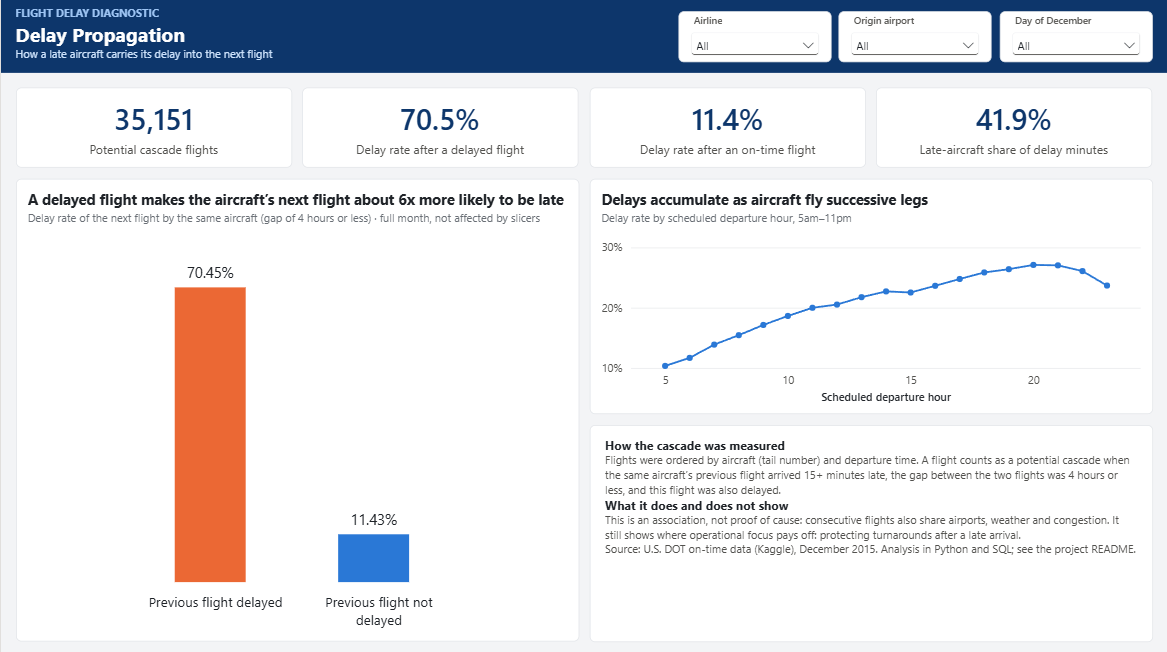 FLIGHT DELAY DIAGNOSTIC
Delay Propagation
How a late aircraft carries its delay into the next flight
Airline
All
Origin airport
All
Day of December
All
35,151
Potential cascade flights
70.5%
Delay rate after a delayed flight
11.4%
Delay rate after an on-time flight
41.9%
Late-aircraft share of delay minutes
A delayed flight makes the aircraft's next flight about 6x more likely to be late
Delay rate of the next flight by the same aircraft (gap of 4 hours or less) · full month, not affected by slicers
70.45%
11.43%
Previous flight delayed
Previous flight not
delayed
Delays accumulate as aircraft fly successive legs
Delay rate by scheduled departure hour, 5am–11pm
30%
20%
10%
5
10
15
20
Scheduled departure hour
How the cascade was measured
Flights were ordered by aircraft (tail number) and departure time. A flight counts as a potential cascade when
the same aircraft's previous flight arrived 15+ minutes late, the gap between the two flights was 4 hours or
less, and this flight was also delayed.
What it does and does not show
This is an association, not proof of cause: consecutive flights also share airports, weather and congestion. It
still shows where operational focus pays off: protecting turnarounds after a late arrival.
Source: U.S. DOT on-time data (Kaggle), December 2015. Analysis in Python and SQL; see the project README.